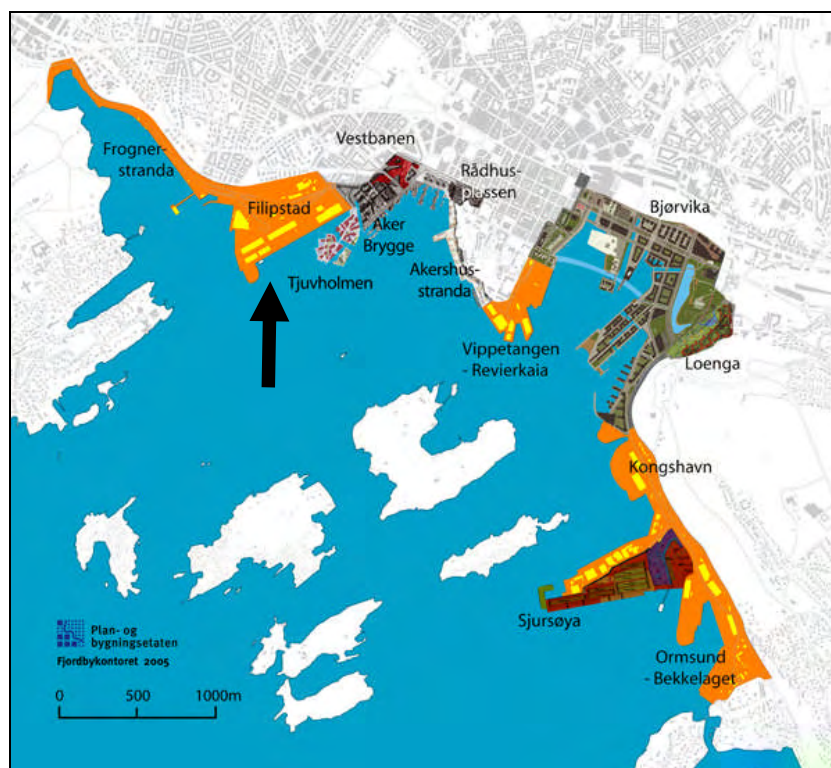 Vestbanen
Frogner-
stranda
Rådhus-
plassen
Filipstad
Bjørvika
Aker
Brygge
Akershus-
stranda
Tjuvholmen
Vippetangen
- Revierkaia
Loenga
Kongshavn
Sjursøya
Plan- og
bygningsetaten
Fjordbykontoret 2005
Ormsund
- Bekkelaget
0 500 1000m